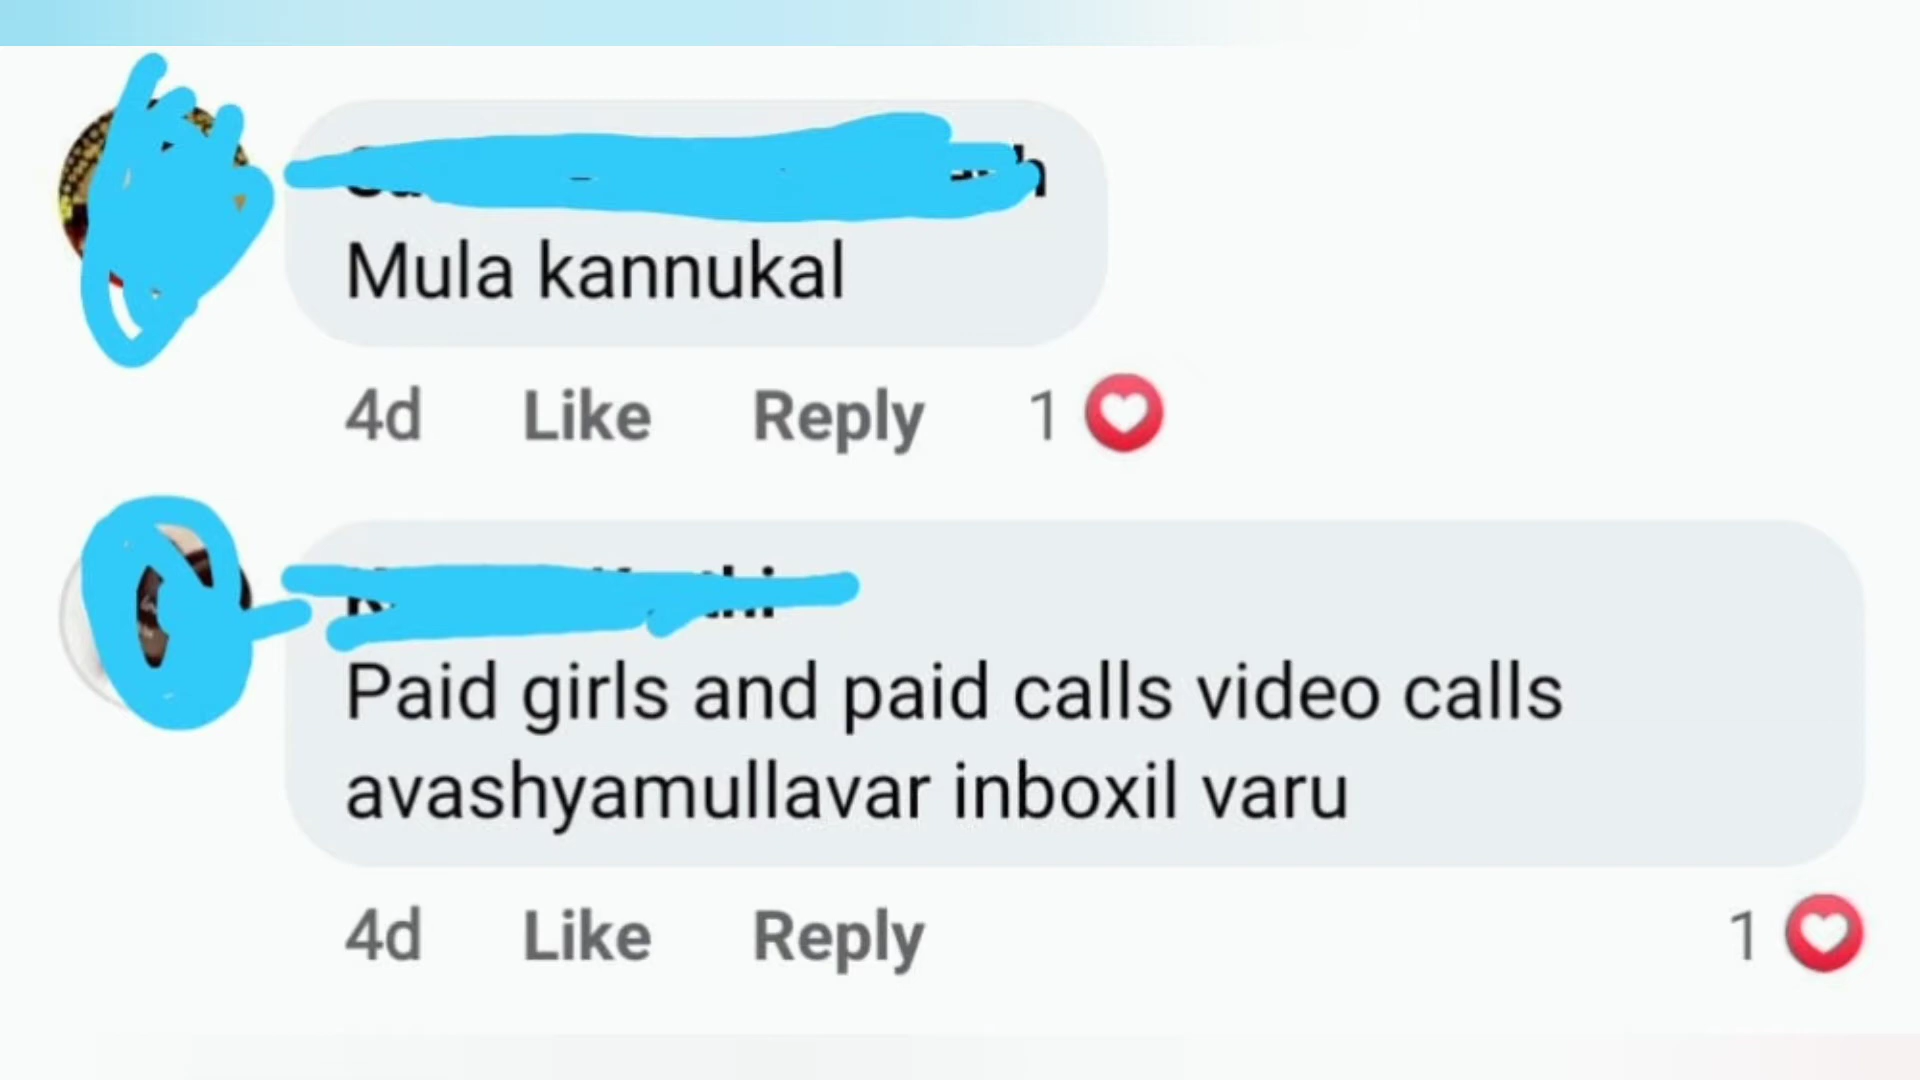 Mula kannukal
4d Like Reply 1
Paid girls and paid calls video calls
avashyamullavar inboxil varu
4d Like Reply 1